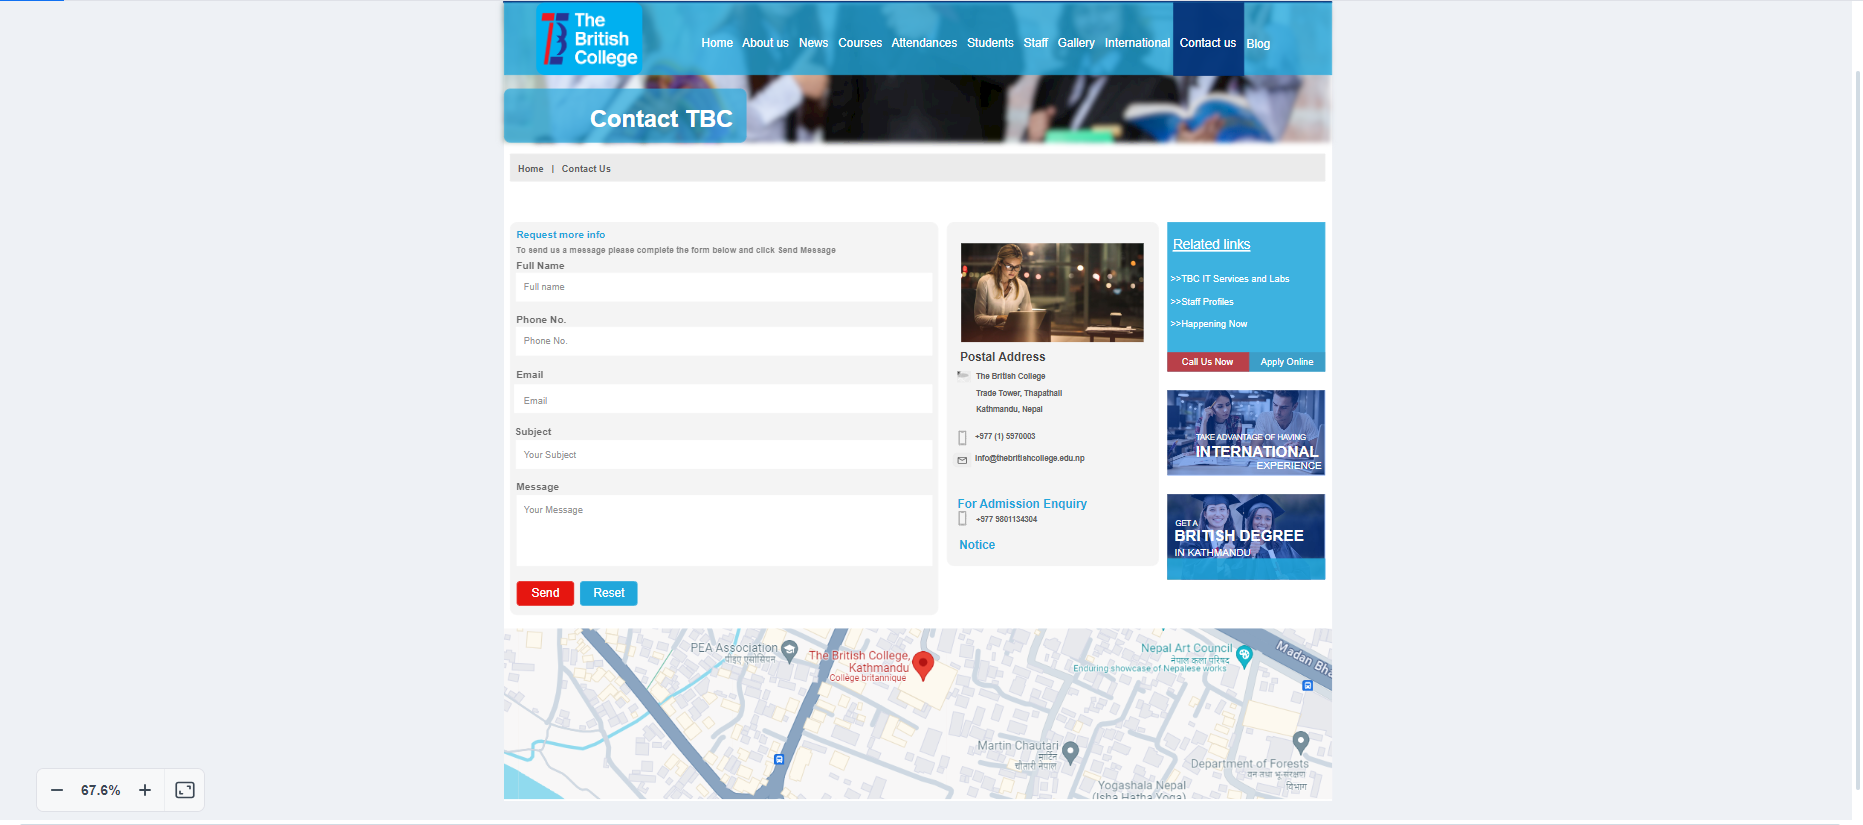 The
British
College
Home About us News Courses Attendances Students Staff Gallery International Contact us Blog
Contact TBC
Home | Contact Us
Request more info
To send us a message please complete the form below and click Send Message
Full Name
Full name
Phone No.
Phone No.
Email
Email
Subject
Your Subject
Message
Your Message
Send Reset
Postal Address
The British College
Trade Tower, Thapathali
Kathmandu, Nepal
+977 (1) 5970003
info@thebritishcollege.edu.np
For Admission Enquiry
+977 9801134304
Notice
Related links
>>TBC IT Services and Labs
>>Staff Profiles
>>Happening Now
Call Us Now Apply Online
TAKE ADVANTAGE OF HAVING
INTERNATIONAL
EXPERIENCE
GET A
BRITISH DEGREE
IN KATHMANDU
PEA Association
पीइए एसोसियन
The British College,
Kathmandu
Collège britannique
Nepal Art Council
नेपाल कला परिषद
Enduring showcase of Nepalese works
Madan Bh
Martin Chautari
मार्टिन
चौतारी नेपाल
Department of Forests
वन तथा भू-संरक्षण
विभाग
Yogashala Nepal
(Isha Hatha Yoga)
67.6%